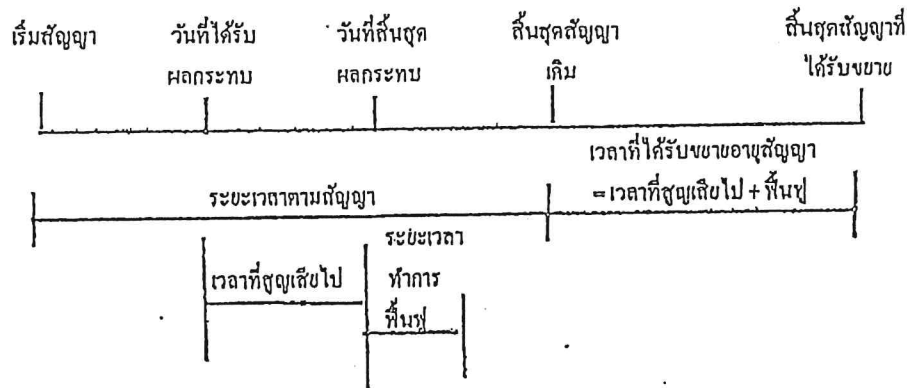 เริ่มสัญญา
วันที่ได้รับ
ผลกระทบ
วันที่สิ้นสุด
ผลกระทบ
สิ้นสุดสัญญา
เดิม
สิ้นสุดสัญญาที่
ได้รับขยาย
ระยะเวลาตามสัญญา
เวลาที่ได้รับขยายอายุสัญญา
=เวลาที่สูญเสียไป + ฟื้นฟู
เวลาที่สูญเสียไป
ระยะเวลา
ทำการ
ฟื้นฟู